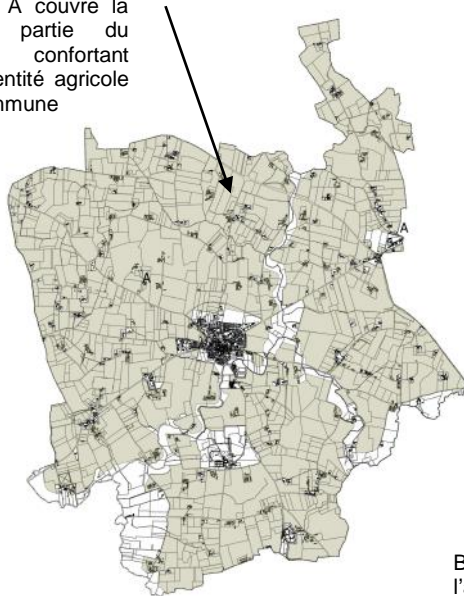 A couvre la
partie du
confortant
entité agricole
mmune
A
A
B
l'a